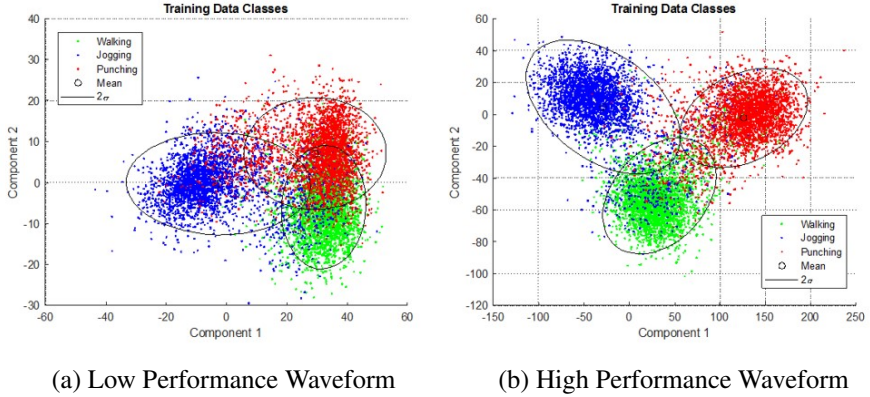 Training Data Classes
40
30
20
10
0
-10
-20
-30
-60
-40
-20
0
20
40
60
Component 2
Component 1
Walking
Jogging
Punching
Mean
2σ
(a) Low Performance Waveform
Training Data Classes
60
40
20
0
-20
-40
-60
-80
-100
-120
-150
-100
-50
0
50
100
150
200
250
Component 2
Component 1
Walking
Jogging
Punching
Mean
2σ
(b) High Performance Waveform